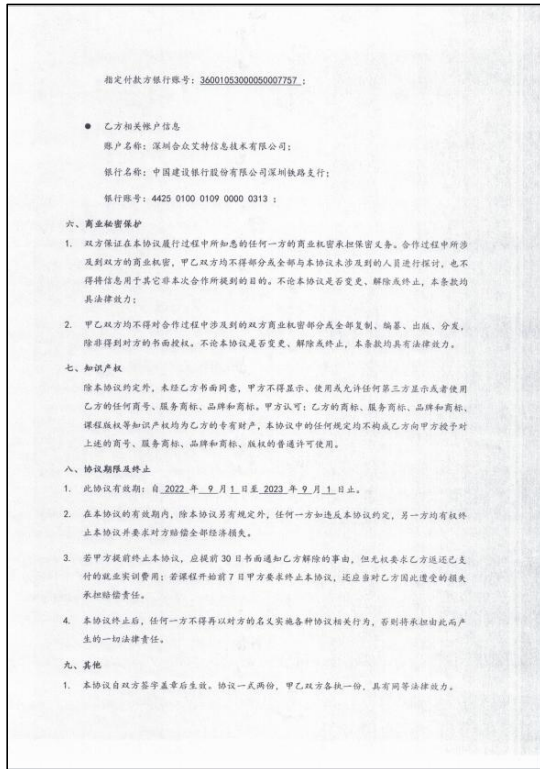 指定付款方银行账号：36001053000050007757；
● 乙方相关帐户信息
账户名称：深圳合众艾特信息技术有限公司；
银行名称：中国建设银行股份有限公司深圳铁路支行；
银行账号：4425 0100 0109 0000 0313；
六、商业秘密保护
1. 双方保证在本协议履行过程中所知悉的任何一方的商业机密承担保密义务。合作过程中所涉
及到双方的商业机密，甲乙双方均不得部分或全部与本协议未涉及到的人员进行探讨，也不
得将信息用于其它非本次合作所提到的目的。不论本协议是否变更、解除或终止，本条款均
具法律效力；
2. 甲乙双方均不得对合作过程中涉及到的双方商业机密部分或全部复制、编纂、出版、分发，
除非得到对方的书面授权。不论本协议是否变更、解除或终止，本条款均具有法律效力。
七、知识产权
除本协议约定外，未经乙方书面同意，甲方不得显示、使用或允许任何第三方显示或者使用
乙方的任何商号、服务商标、品牌和商标。甲方认可：乙方的商标、服务商标、品牌和商标、
课程版权等知识产权均为乙方的专有财产，本协议中的任何规定均不构成乙方向甲方授予对
上述的商号、服务商标、品牌和商标、版权的普通许可使用。
八、协议期限及终止
1. 此协议有效期：自 2022 年 9 月 1 日至 2023 年 9 月 1 日止。
2. 在本协议的有效期内，除本协议另有规定外，任何一方如违反本协议约定，另一方均有权终
止本协议并要求对方赔偿全部经济损失。
3. 若甲方提前终止本协议，应提前 30 日书面通知乙方解除的事由，但无权要求乙方返还已支
付的就业实训费用；若课程开始前 7 日甲方要求终止本协议，还应当对乙方因此遭受的损失
承担赔偿责任。
4. 本协议终止后，任何一方不得再以对方的名义实施各种协议相关行为，否则将承担由此而产
生的一切法律责任。
九、其他
1. 本协议自双方签字盖章后生效。协议一式两份，甲乙双方各执一份，具有同等法律效力。